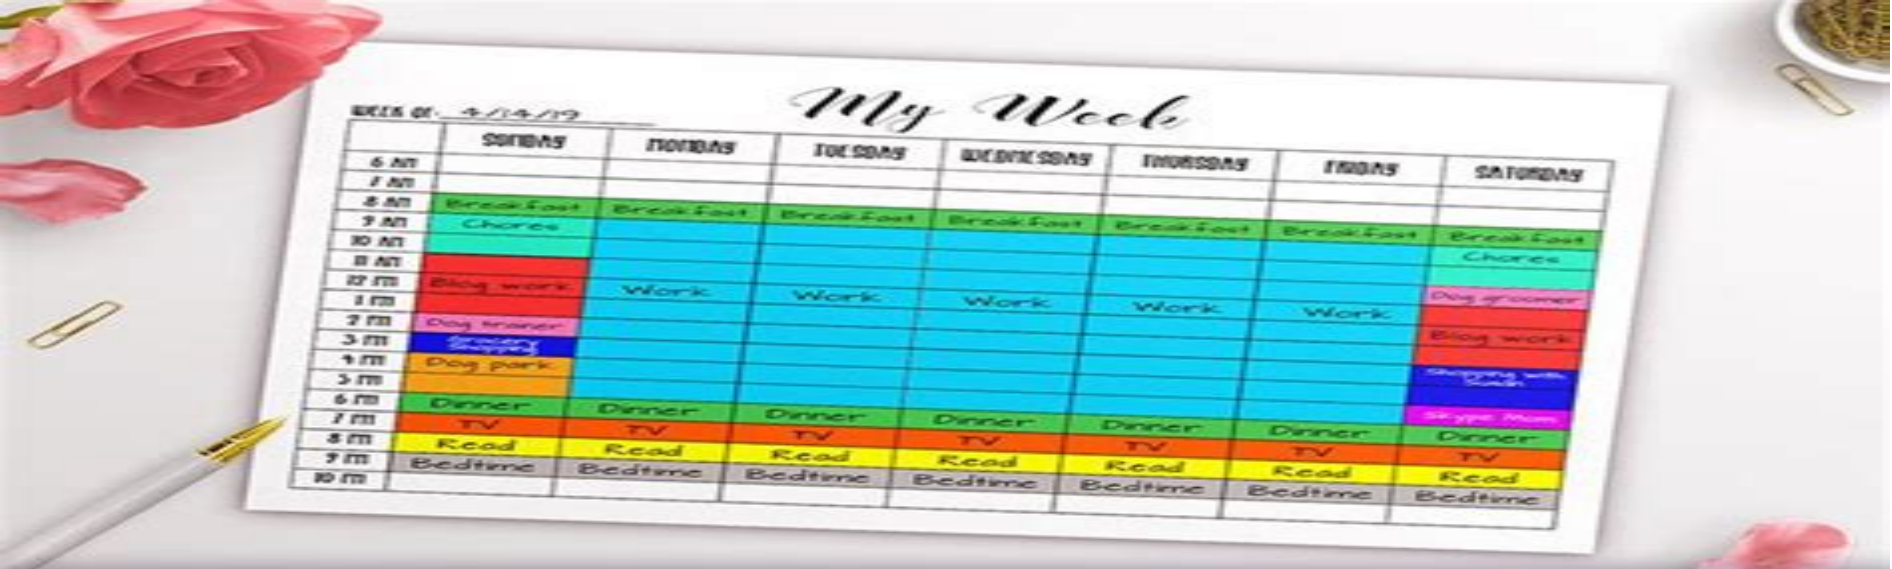 My Week
WEEK OF: 4/14/19
SUNDAY MONDAY TUESDAY WEDNESDAY THURSDAY FRIDAY SATURDAY
6 AM
7 AM
8 AM Breakfast Breakfast Breakfast Breakfast Breakfast Breakfast Breakfast
9 AM Chores Chores
10 AM
11 AM Dog groomer
12 PM Blog work
1 PM Work Work Work Work Work Blog work
2 PM Dog trainer
3 PM Grocery Shopping Shopping with Susan
4 PM Dog park
5 PM Skype Mom
6 PM Dinner Dinner Dinner Dinner Dinner Dinner Dinner
7 PM TV TV TV TV TV TV TV
8 PM Read Read Read Read Read Read Read
9 PM Bedtime Bedtime Bedtime Bedtime Bedtime Bedtime Bedtime
10 PM